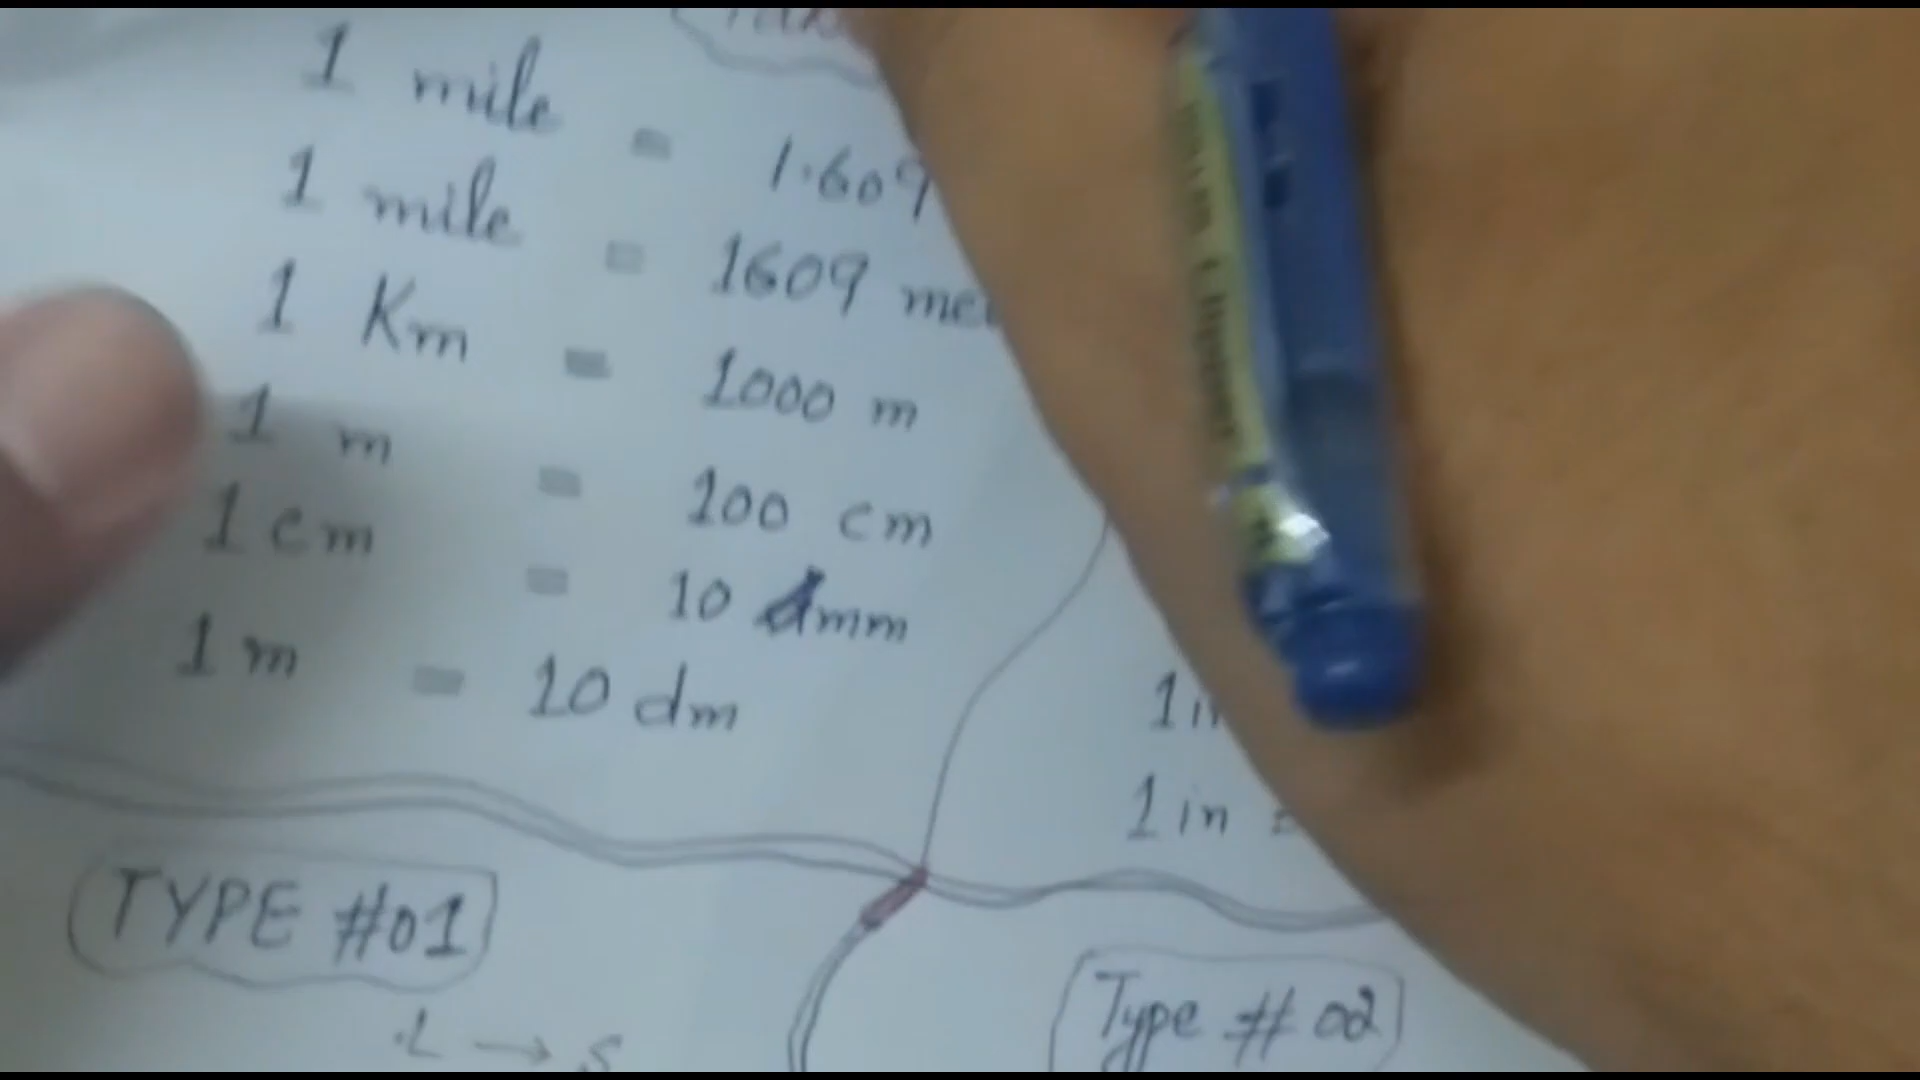 1 mile = 1.609
1 mile = 1609
1 Km = 1000 m
1 m = 100 cm
1 cm = 10 mm
1 m = 10 dm
1 in =
TYPE #01
L → S
Type # 02